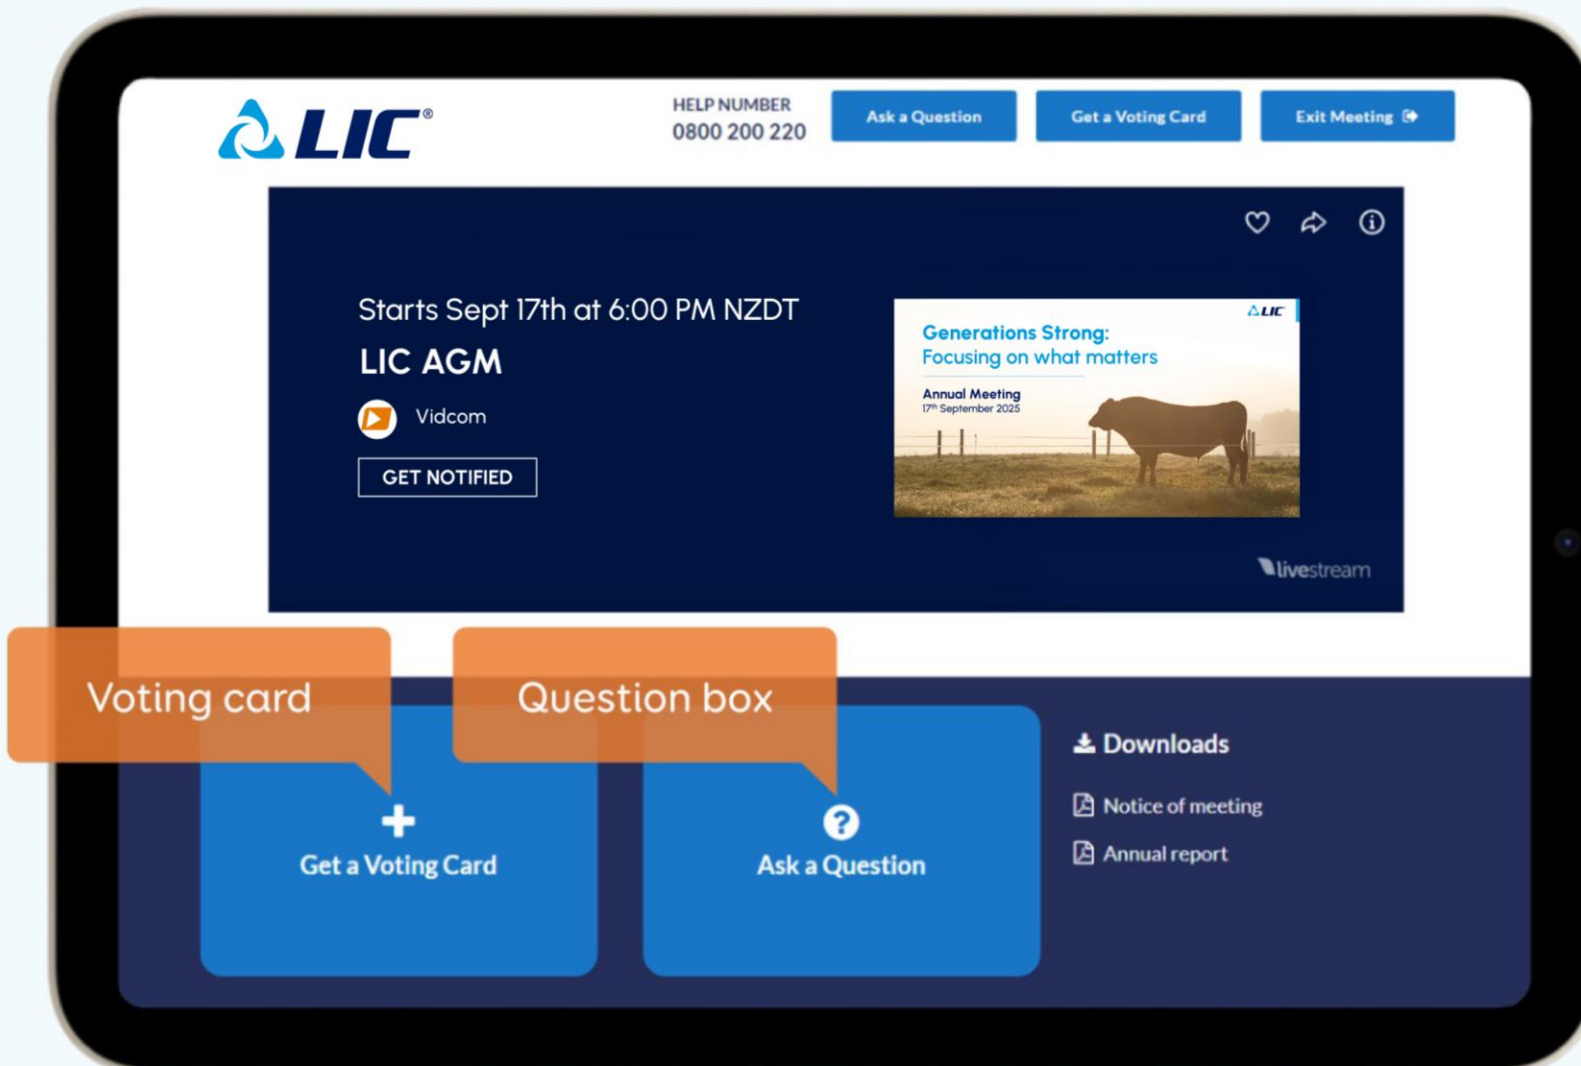 LIC®
HELP NUMBER
0800 200 220
Ask a Question
Get a Voting Card
Exit Meeting
Starts Sept 17th at 6:00 PM NZDT
LIC AGM
Vidcom
GET NOTIFIED
LIC
Generations Strong:
Focusing on what matters
Annual Meeting
17th September 2025
livestream
Voting card
Question box
Get a Voting Card
Ask a Question
Downloads
Notice of meeting
Annual report